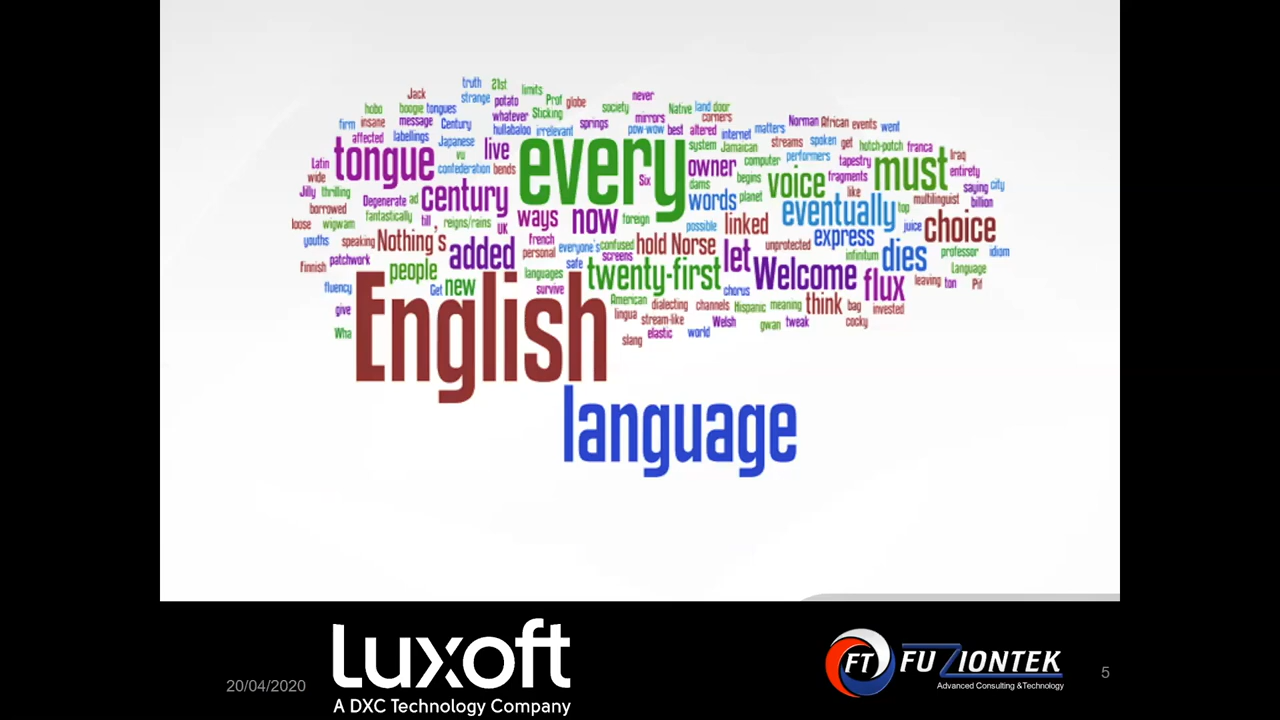 truth 21st
Jack limits
strange potato Prof globe never
hobo boogie tongues whatever Sticking society mirrors Native land door
firm insane message Century hullabaloo irrelevant springs pow-wow best altered corners internet matters Norman African events went
affected labellings Japanese live every system Jamaican streams spoken get hotch-potch franca
Latin tongue vu confederation bends Six owner computer performers tapestry must Iraq
wide dams begins voice fragments entirety
Jilly thrilling Degenerate ad century words planet like saying city
borrowed fantastically ways now foreign eventually top multilinguist billion
loose wigwam till reigns/rains UK possible linked juice choice
youths speaking Nothing's french everyone's confused hold Norse unprotected express professor idiom
finnish patchwork added personal screens let infinitum dies
people languages safe twenty-first Welcome Language
fluency Get new survive chorus flux leaving ton Pif
give English American dialecting channels Hispanic meaning think bag invested
Wha lingua stream-like Welsh gwan tweak cocky
slang elastic world
language
20/04/2020
Luxoft
A DXC Technology Company
FT FUZIONTEK
Advanced Consulting &Technology
5